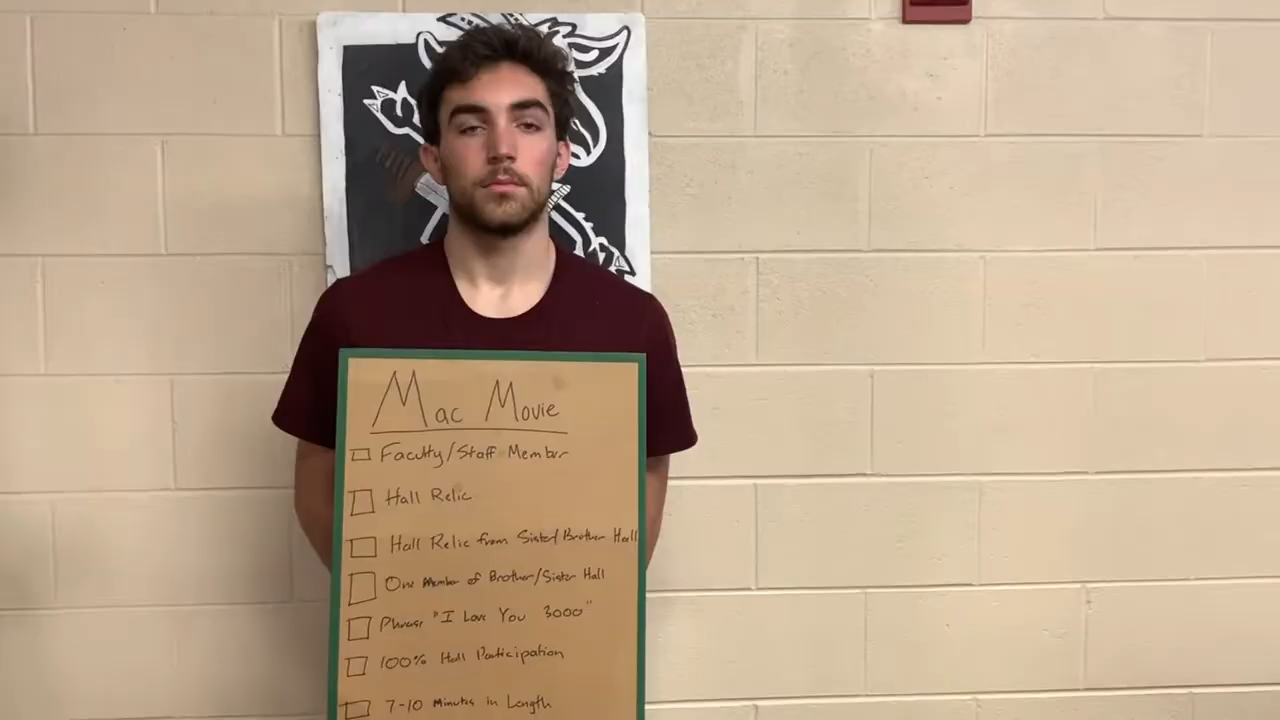 Mac Movie
Faculty/Staff Member
Hall Relic
Hall Relic from Sister/Brother Hall
One Member of Brother/Sister Hall
Phrase "I Love You 3000"
100% Hall Participation
7-10 Minutes in Length